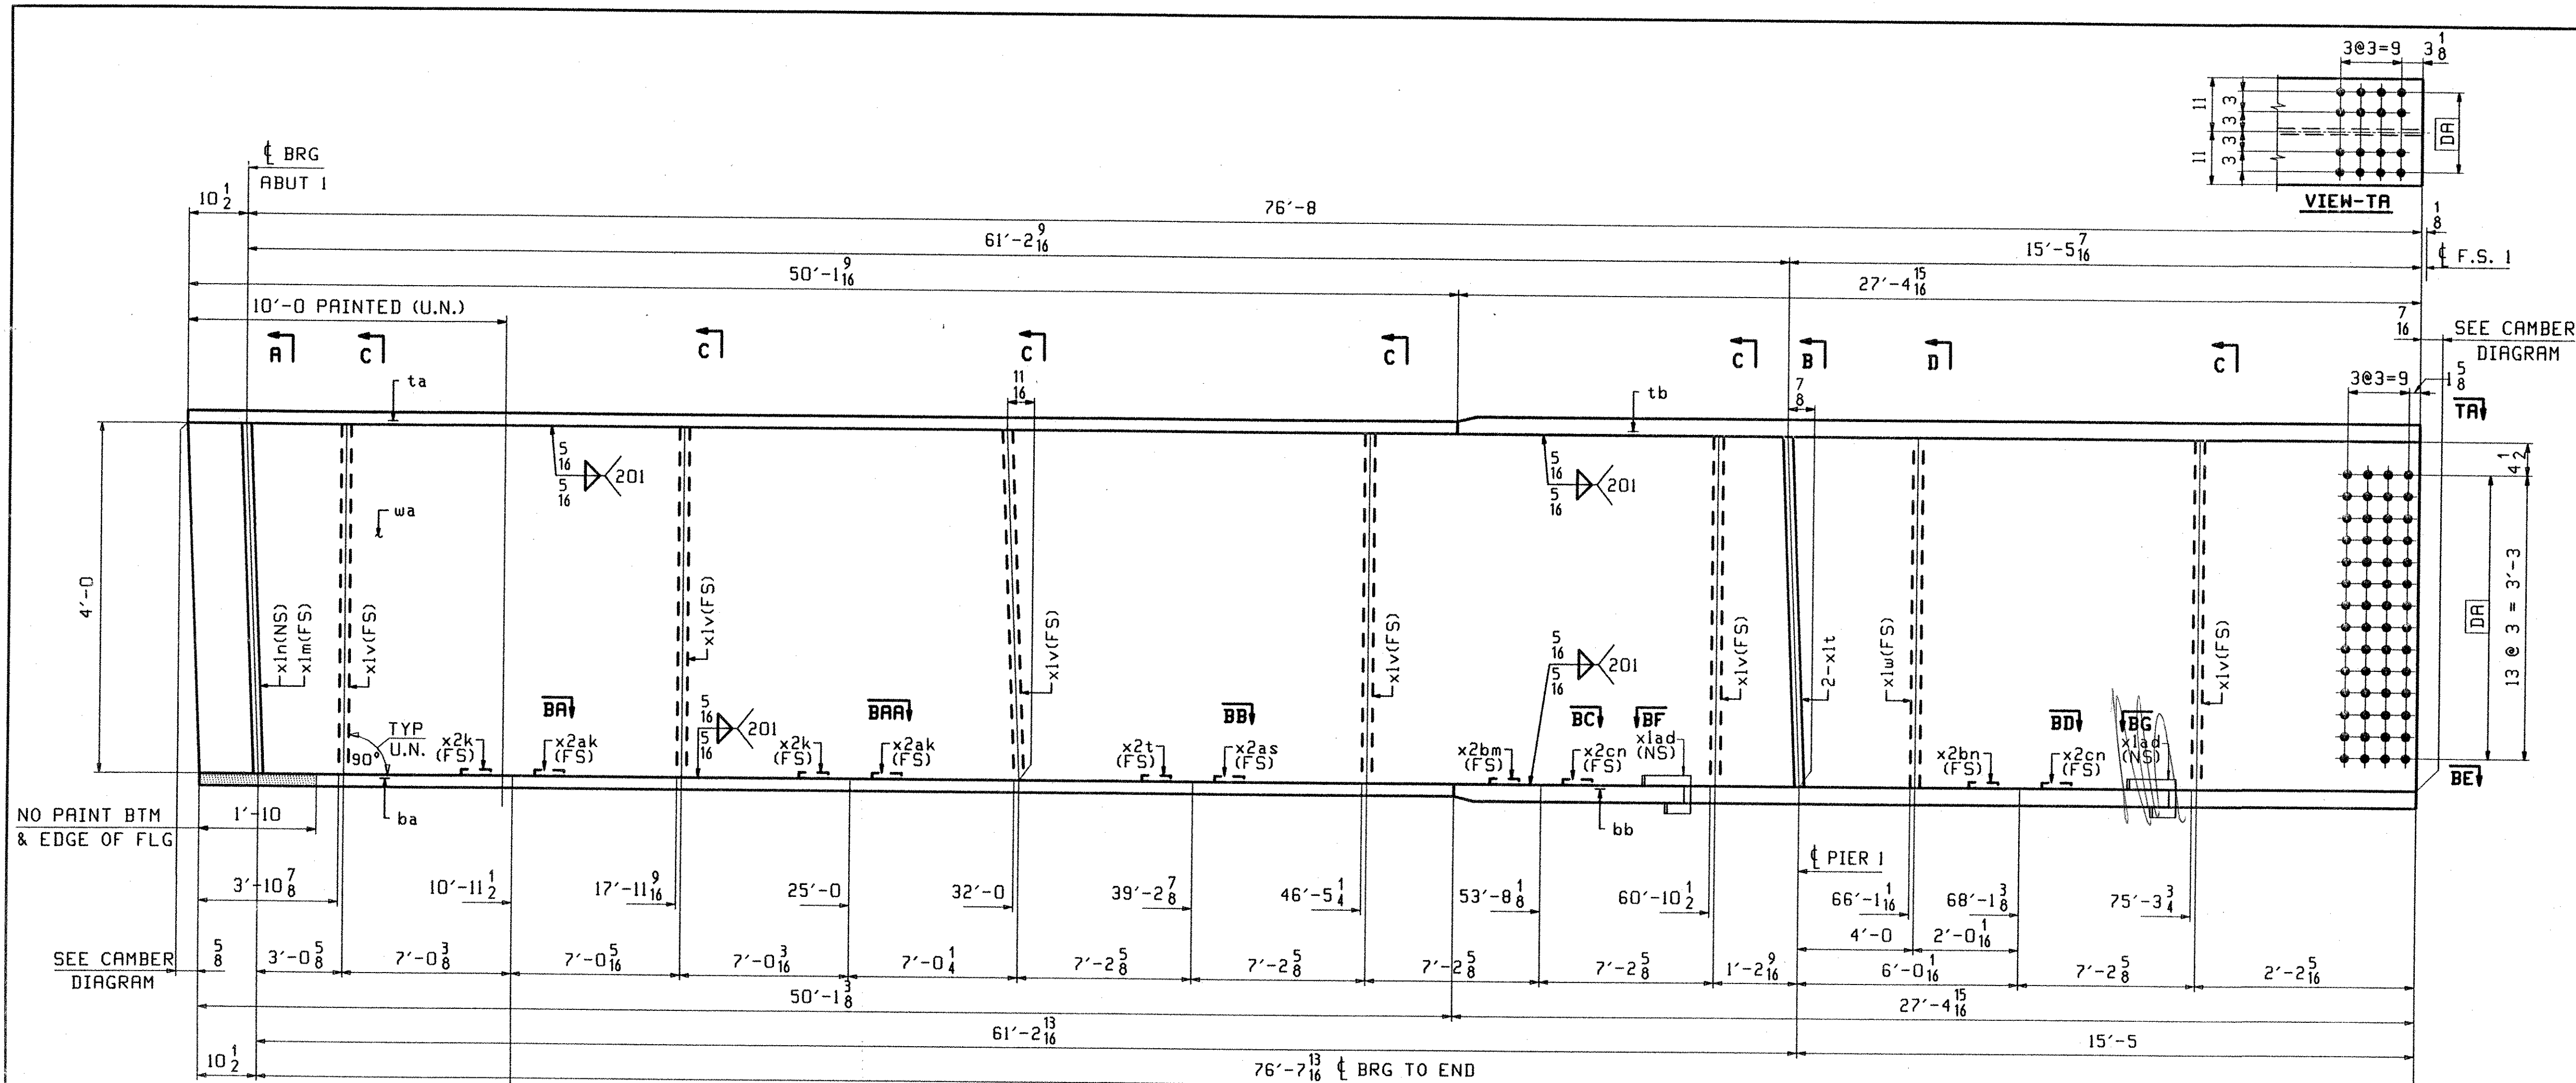 3@3=9 3 1/8
11 3 3
11 3 3
DA
VIEW-TA
℄ BRG
ABUT 1
10 1/2
76'-8
1/8
61'-2 9/16
15'-5 7/16
℄ F.S. 1
50'-1 9/16
27'-4 15/16
10'-0 PAINTED (U.N.)
7/16
SEE CAMBER
DIAGRAM
A C C C C C B D C
ta
11/16
tb
7/8
3@3=9
1 5/8
TA
5/16
5/16
201
5/16
5/16
201
4 1/2
wa
4'-0
x1n(NS)
x1m(FS)
x1v(FS)
x1v(FS)
x1v(FS)
x1v(FS)
x1v(FS)
2-x1t
x1w(FS)
x1v(FS)
DA
13 @ 3 = 3'-3
5/16
5/16
201
5/16
5/16
201
TYP
U.N.
90°
x2k
(FS)
BA
x2ak
(FS)
x2k
(FS)
BAA
x2ak
(FS)
x2t
(FS)
BB
x2as
(FS)
x2bm
(FS)
BC
x2cn
(FS)
BF
x1ad
(NS)
x2bn
(FS)
BD
x2cn
(FS)
BG
x1ad
(NS)
BE
NO PAINT BTM
& EDGE OF FLG
1'-10
ba
bb
℄ PIER 1
3'-10 7/8
10'-11 1/2
17'-11 9/16
25'-0
32'-0
39'-2 7/8
46'-5 1/4
53'-8 1/8
60'-10 1/2
66'-1 1/16
68'-1 3/8
75'-3 3/4
4'-0
2'-0 1/16
SEE CAMBER
DIAGRAM
5/8
3'-0 5/8
7'-0 3/8
7'-0 5/16
7'-0 3/16
7'-0 1/4
7'-2 5/8
7'-2 5/8
7'-2 5/8
7'-2 5/8
1'-2 9/16
6'-0 1/16
7'-2 5/8
2'-2 5/16
50'-1 3/8
27'-4 15/16
61'-2 13/16
15'-5
10 1/2
76'-7 13/16 ℄ BRG TO END